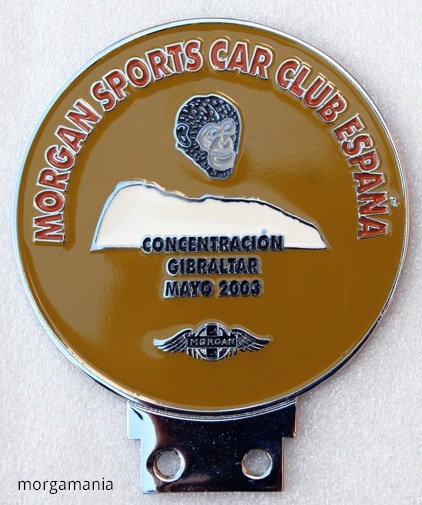 MORGAN SPORTS CAR CLUB ESPAÑA
CONCENTRACIÓN
GIBRALTAR
MAYO 2003
MORGAN
morgamania